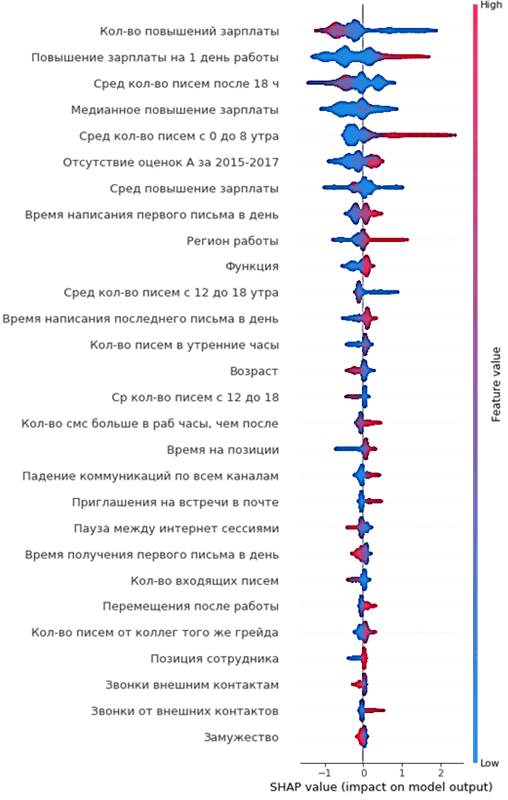 High
Кол-во повышений зарплаты
Повышение зарплаты на 1 день работы
Сред кол-во писем после 18 ч
Медианное повышение зарплаты
Сред кол-во писем с 0 до 8 утра
Отсутствие оценок А за 2015-2017
Сред повышение зарплаты
Время написания первого письма в день
Регион работы
Функция
Сред кол-во писем с 12 до 18 утра
Время написания последнего письма в день
Кол-во писем в утренние часы
Возраст
Ср кол-во писем с 12 до 18
Кол-во смс больше в раб часы, чем после
Время на позиции
Падение коммуникаций по всем каналам
Приглашения на встречи в почте
Пауза между интернет сессиями
Время получения первого письма в день
Кол-во входящих писем
Перемещения после работы
Кол-во писем от коллег того же грейда
Позиция сотрудника
Звонки внешним контактам
Звонки от внешних контактов
Замужество
Feature value
Low
−1 0 1 2
SHAP value (impact on model output)